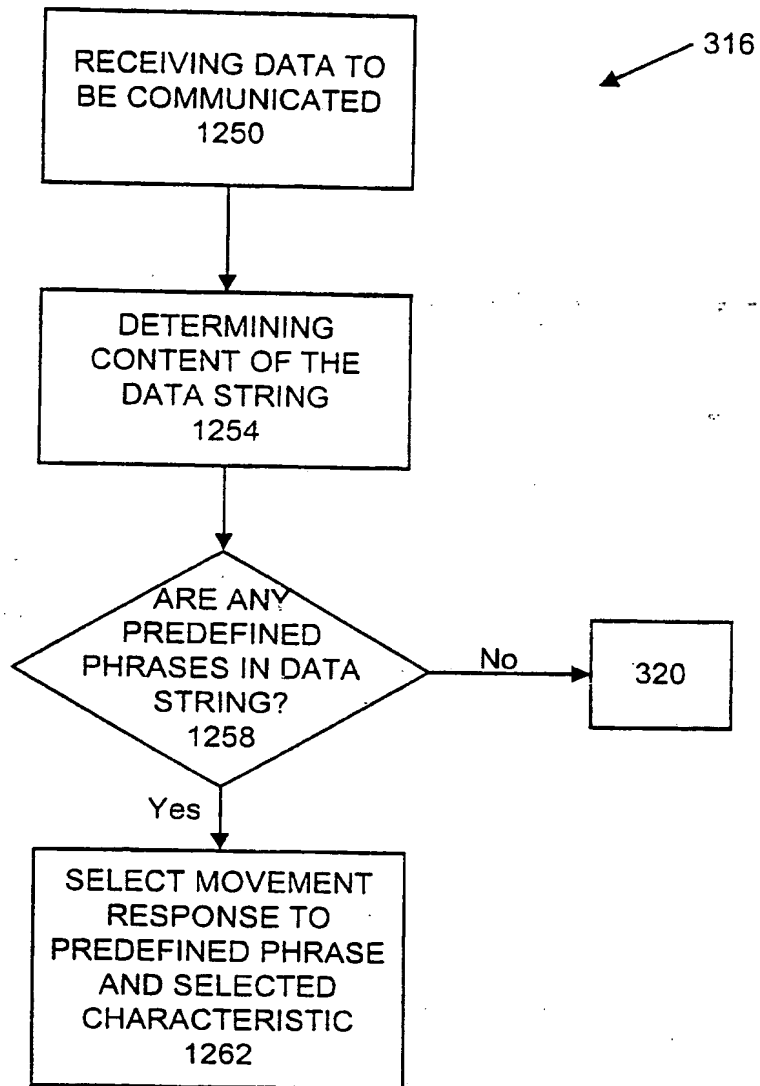 316
RECEIVING DATA TO
BE COMMUNICATED
1250
DETERMINING
CONTENT OF THE
DATA STRING
1254
ARE ANY
PREDEFINED
PHRASES IN DATA
STRING?
1258
No
320
Yes
SELECT MOVEMENT
RESPONSE TO
PREDEFINED PHRASE
AND SELECTED
CHARACTERISTIC
1262